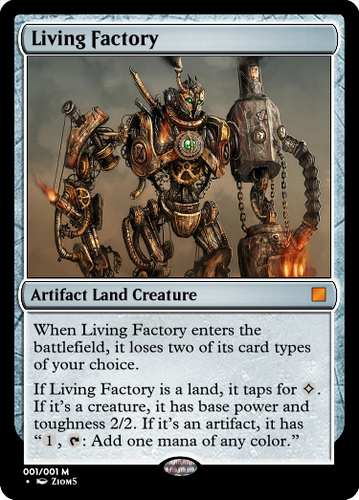 Living Factory
Artifact Land Creature
When Living Factory enters the
battlefield, it loses two of its card types
of your choice.
If Living Factory is a land, it taps for ◇.
If it's a creature, it has base power and
toughness 2/2. If it's an artifact, it has
“1, T: Add one mana of any color.”
001/001 M
• ZiomS